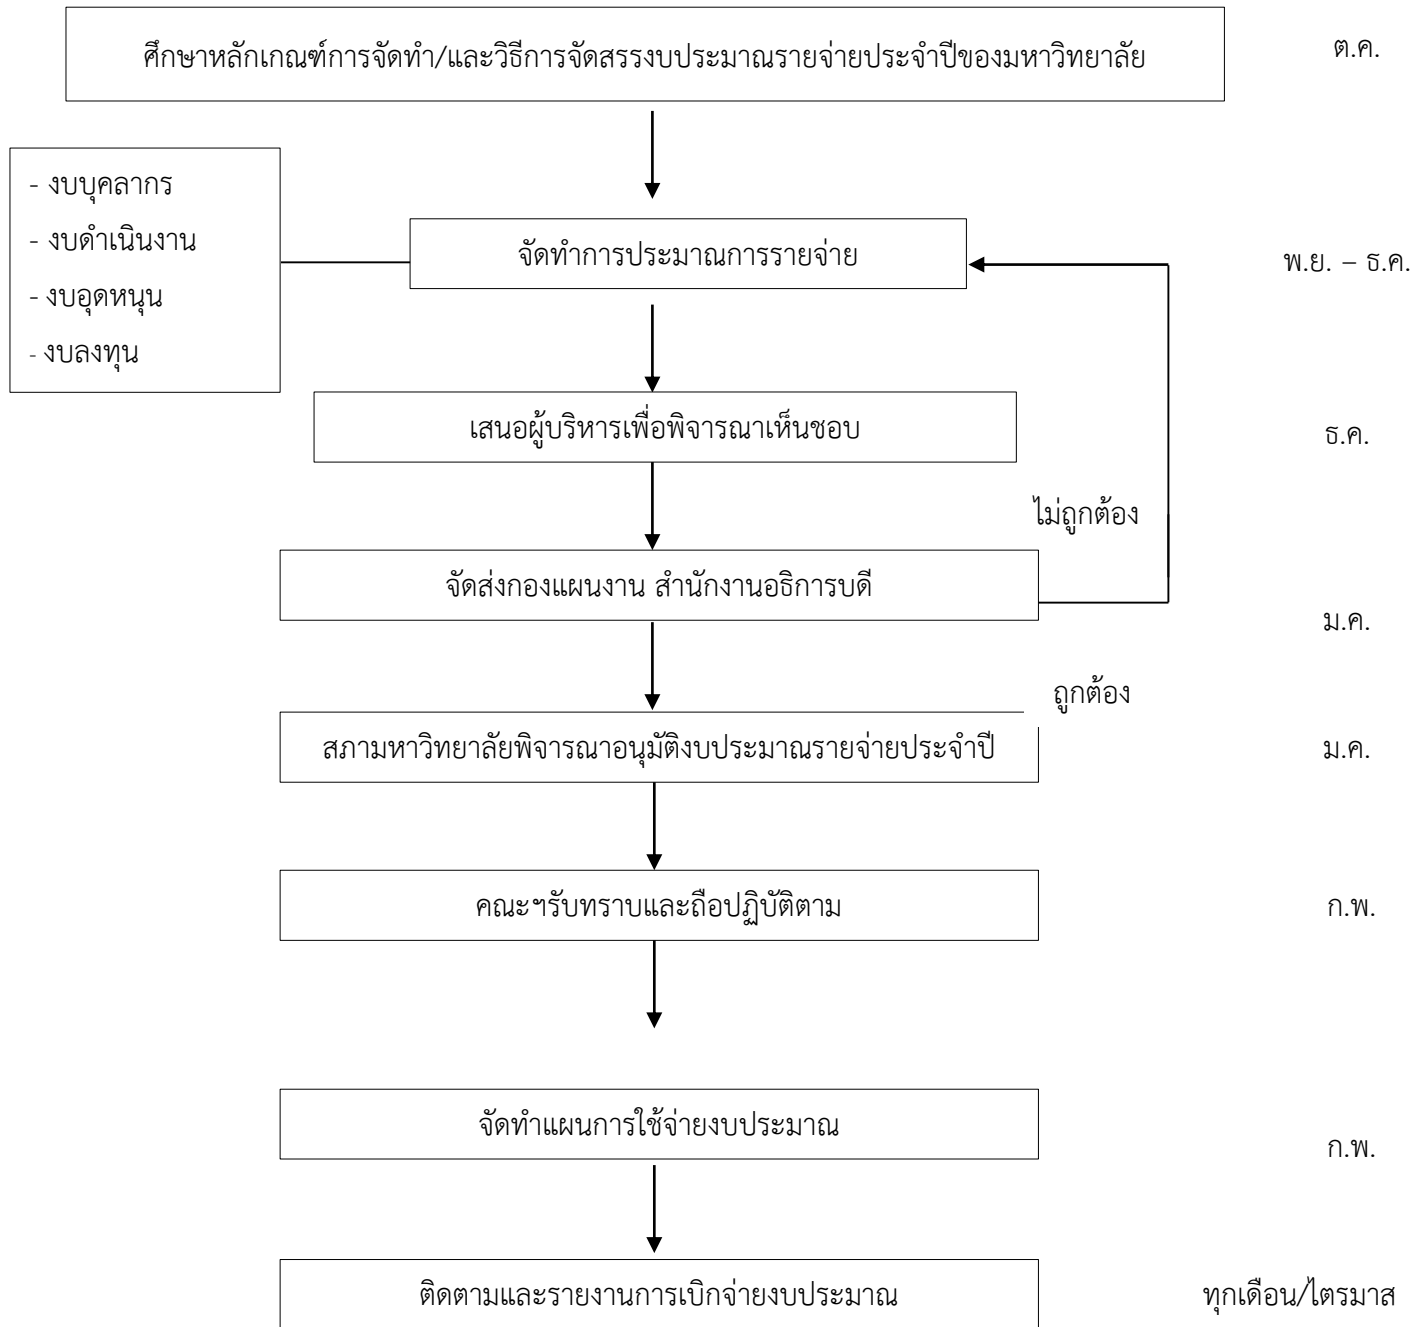 ศึกษาหลักเกณฑ์การจัดทำ/และวิธีการจัดสรรงบประมาณรายจ่ายประจำปีของมหาวิทยาลัย
ต.ค.
- งบบุคลากร
- งบดำเนินงาน
- งบอุดหนุน
- งบลงทุน
จัดทำการประมาณการรายจ่าย
พ.ย. – ธ.ค.
เสนอผู้บริหารเพื่อพิจารณาเห็นชอบ
ธ.ค.
ไม่ถูกต้อง
จัดส่งกองแผนงาน สำนักงานอธิการบดี
ม.ค.
ถูกต้อง
สภามหาวิทยาลัยพิจารณาอนุมัติงบประมาณรายจ่ายประจำปี
ม.ค.
คณะฯรับทราบและถือปฏิบัติตาม
ก.พ.
จัดทำแผนการใช้จ่ายงบประมาณ
ก.พ.
ติดตามและรายงานการเบิกจ่ายงบประมาณ
ทุกเดือน/ไตรมาส